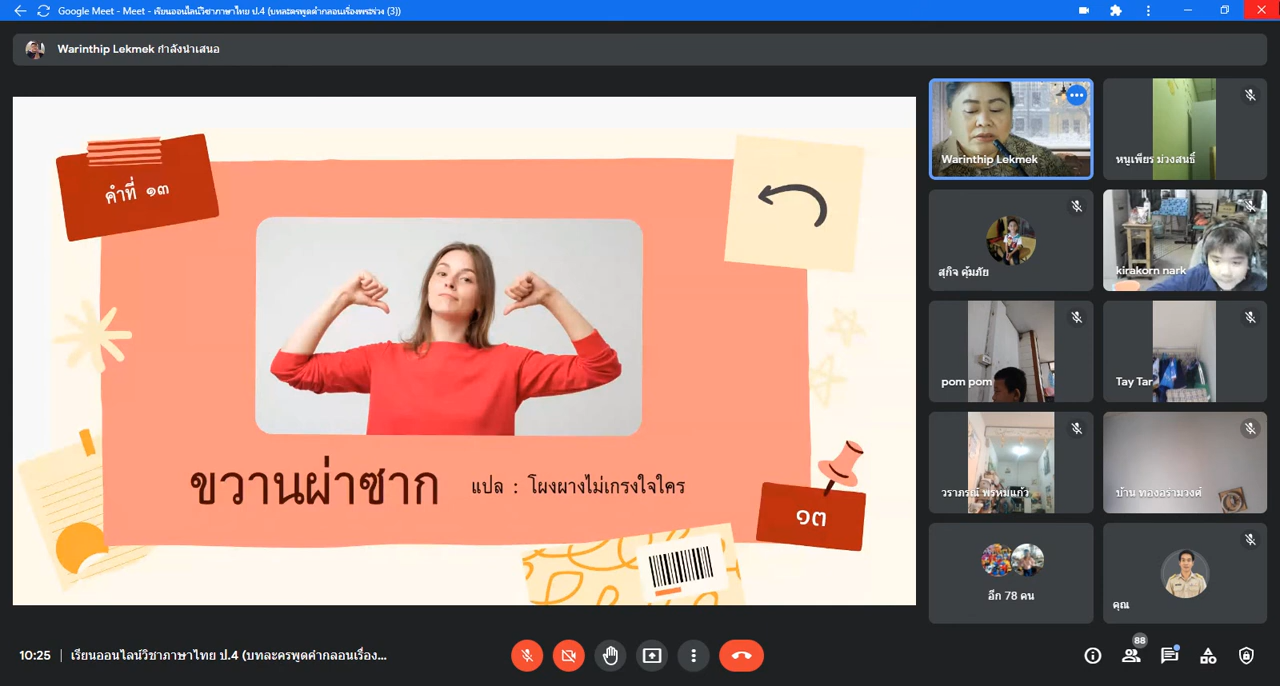 Google Meet - Meet - เรียนออนไลน์วิชาภาษาไทย ป.4 (บทละครพูดคำกลอนเรื่องพระร่วง (3))
Warinthip Lekmek กำลังนำเสนอ
คำที่ ๑๓
ขวานผ่าซาก
แปล : โผงผางไม่เกรงใจใคร
๑๓
Warinthip Lekmek
หนูเพียร ม่วงสนธิ์
สุกิจ คุ้มภัย
kirakorn nark
pom pom
Tay Tar
วราภรณ์ พรหมแก้ว
บ้าน ทองอร่ามวงศ์
อีก 78 คน
คุณ
10:25 | เรียนออนไลน์วิชาภาษาไทย ป.4 (บทละครพูดคำกลอนเรื่อง...
88